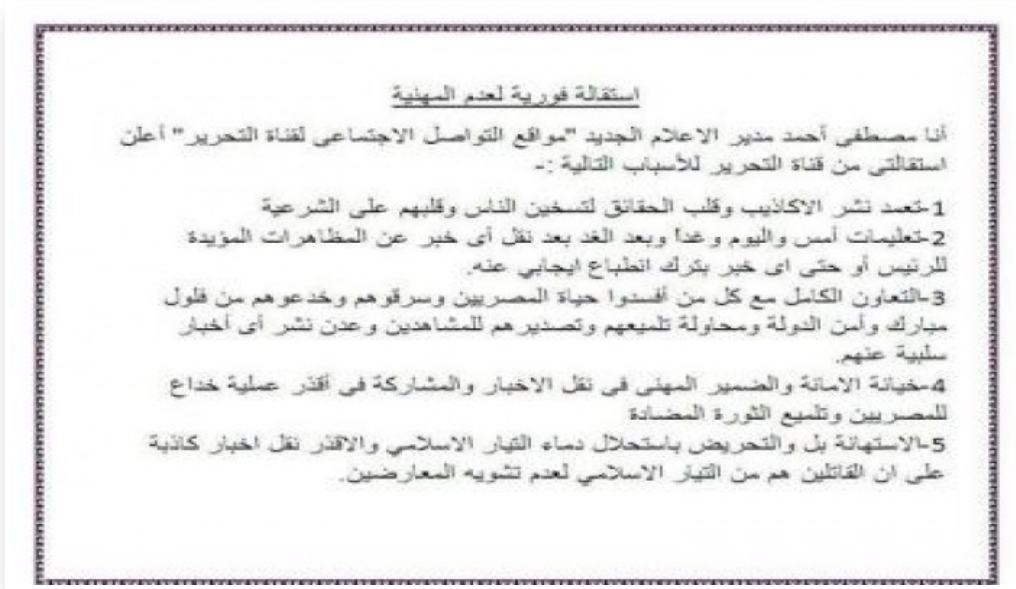 استقالة فورية لعدم المهنية
أنا مصطفى أحمد مدير الاعلام الجديد "مواقع التواصل الاجتماعى لقناة التحرير" أعلن
استقالتى من قناة التحرير للأسباب التالية :-
1-تعمد نشر الاكاذيب وقلب الحقائق لتسخين الناس وقلبهم على الشرعية
2-تعليمات أمس واليوم وغداً وبعد الغد بعد نقل أى خبر عن المظاهرات المؤيدة
للرئيس أو حتى اى خبر يترك انطباع ايجابي عنه.
3-التعاون الكامل مع كل من أفسدوا حياة المصريين وسرقوهم وخدعوهم من فلول
مبارك وأمن الدولة ومحاولة تلميعهم وتصديرهم للمشاهدين وعدن نشر أى أخبار
سلبية عنهم.
4-خيانة الامانة والضمير المهنى فى نقل الاخبار والمشاركة فى أقذر عملية خداع
للمصريين وتلميع الثورة المضادة
5-الاستهانة بل والتحريض باستحلال دماء التيار الاسلامي والاقذر نقل اخبار كاذبة
على ان القاتلين هم من التيار الاسلامي لعدم تشويه المعارضين.